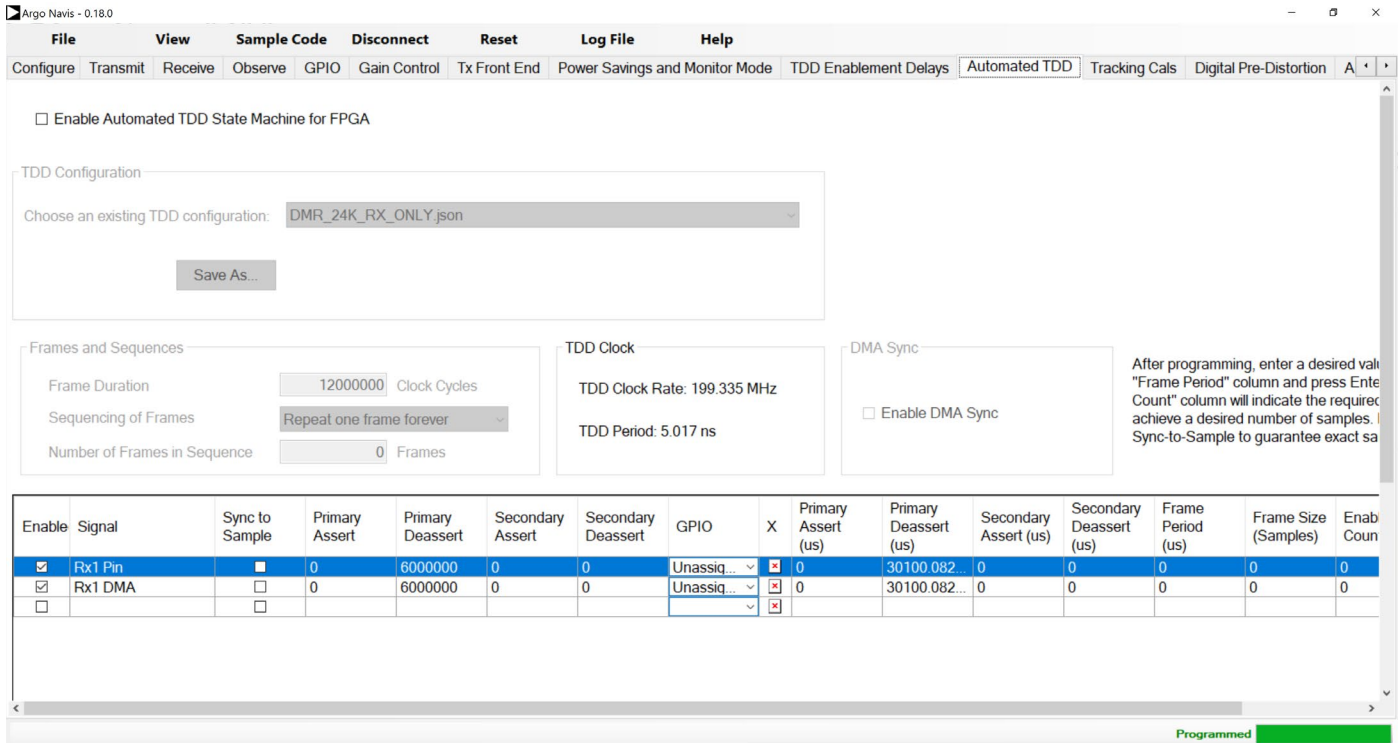 Argo Navis - 0.18.0
File View Sample Code Disconnect Reset Log File Help
Configure Transmit Receive Observe GPIO Gain Control Tx Front End Power Savings and Monitor Mode TDD Enablement Delays Automated TDD Tracking Cals Digital Pre-Distortion A
Enable Automated TDD State Machine for FPGA
TDD Configuration
Choose an existing TDD configuration: DMR_24K_RX_ONLY.json
Save As...
Frames and Sequences
Frame Duration 12000000 Clock Cycles
Sequencing of Frames Repeat one frame forever
Number of Frames in Sequence 0 Frames
TDD Clock
TDD Clock Rate: 199.335 MHz
TDD Period: 5.017 ns
DMA Sync
Enable DMA Sync
After programming, enter a desired valu
"Frame Period" column and press Ente
Count" column will indicate the required
achieve a desired number of samples.
Sync-to-Sample to guarantee exact sa
Enable Signal Sync to Sample Primary Assert Primary Deassert Secondary Assert Secondary Deassert GPIO X Primary Assert (us) Primary Deassert (us) Secondary Assert (us) Secondary Deassert (us) Frame Period (us) Frame Size (Samples) Enabl Coun
Rx1 Pin 0 6000000 0 0 Unassig... 0 30100.082... 0 0 0 0 0
Rx1 DMA 0 6000000 0 0 Unassig... 0 30100.082... 0 0 0 0 0
Programmed